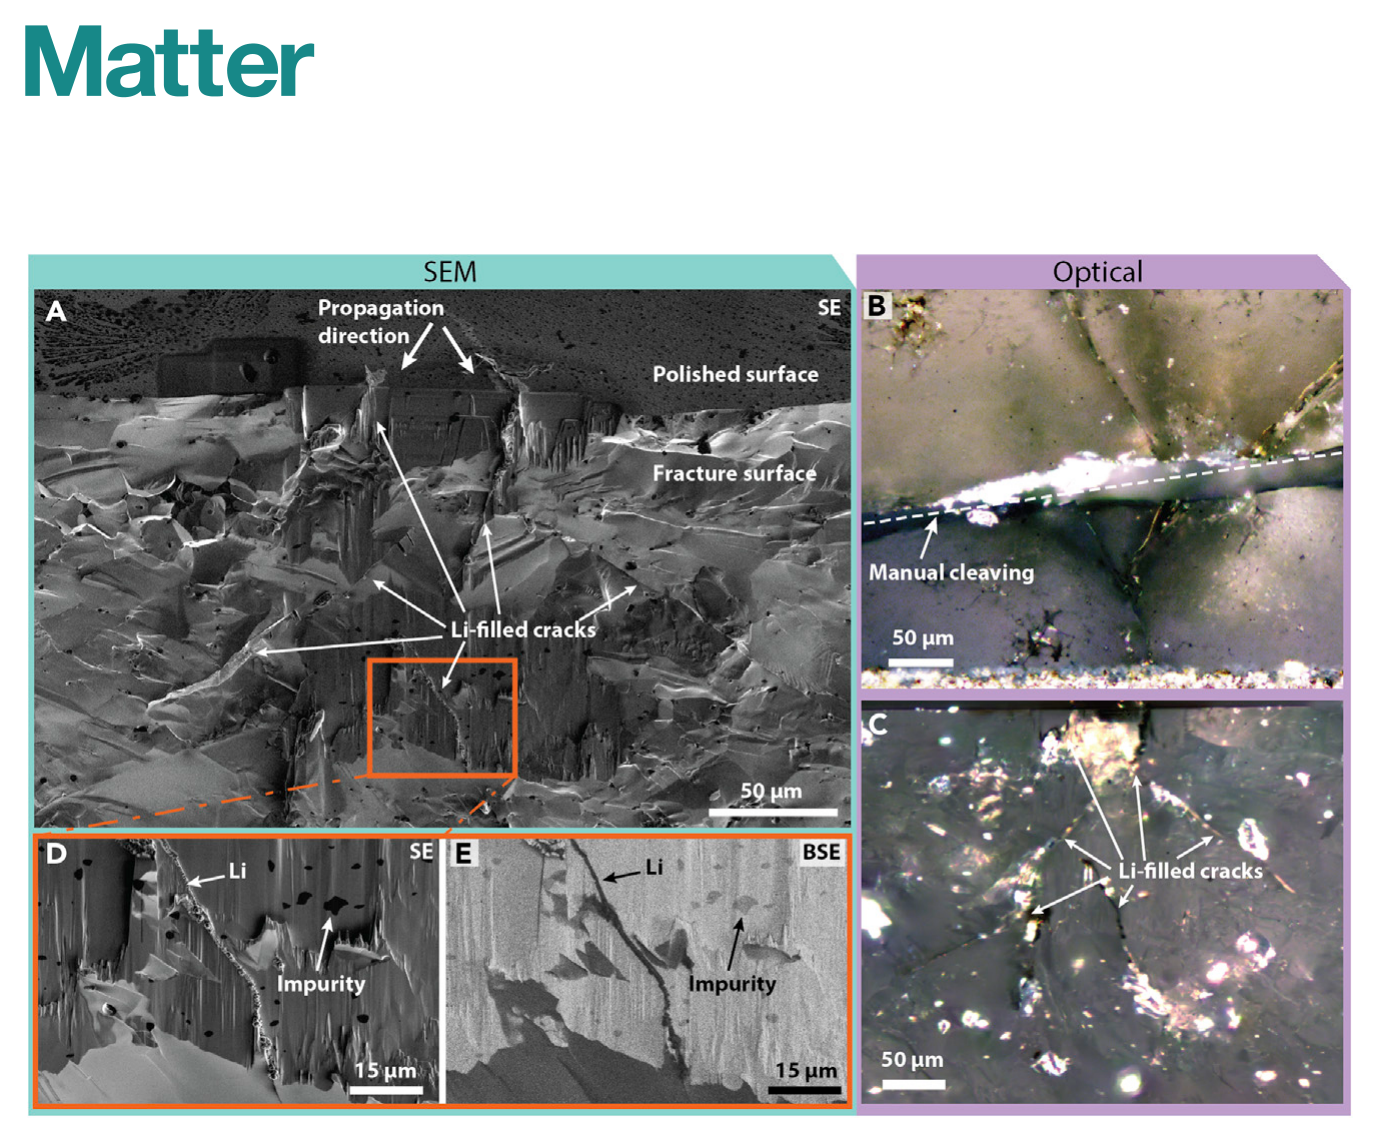 Matter
SEM
Optical
A
Propagation
direction
SE
Polished surface
Fracture surface
Li-filled cracks
50 µm
B
Manual cleaving
50 µm
C
Li-filled cracks
50 µm
D
SE
Li
Impurity
15 µm
E
BSE
Li
Impurity
15 µm